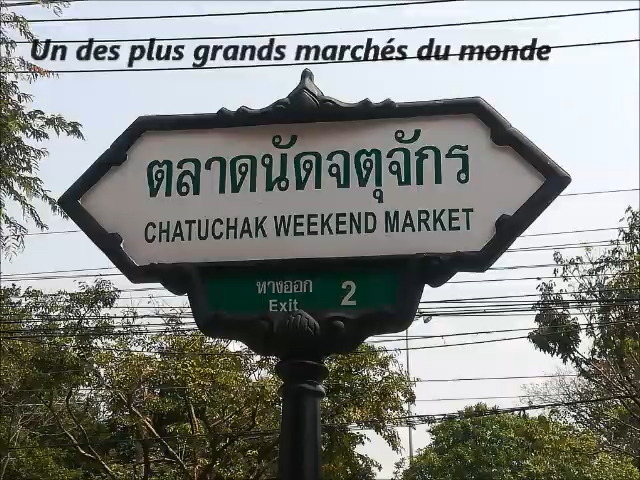 Un des plus grands marchés du monde
ตลาดนัดจตุจักร
CHATUCHAK WEEKEND MARKET
ทางออก 2
Exit